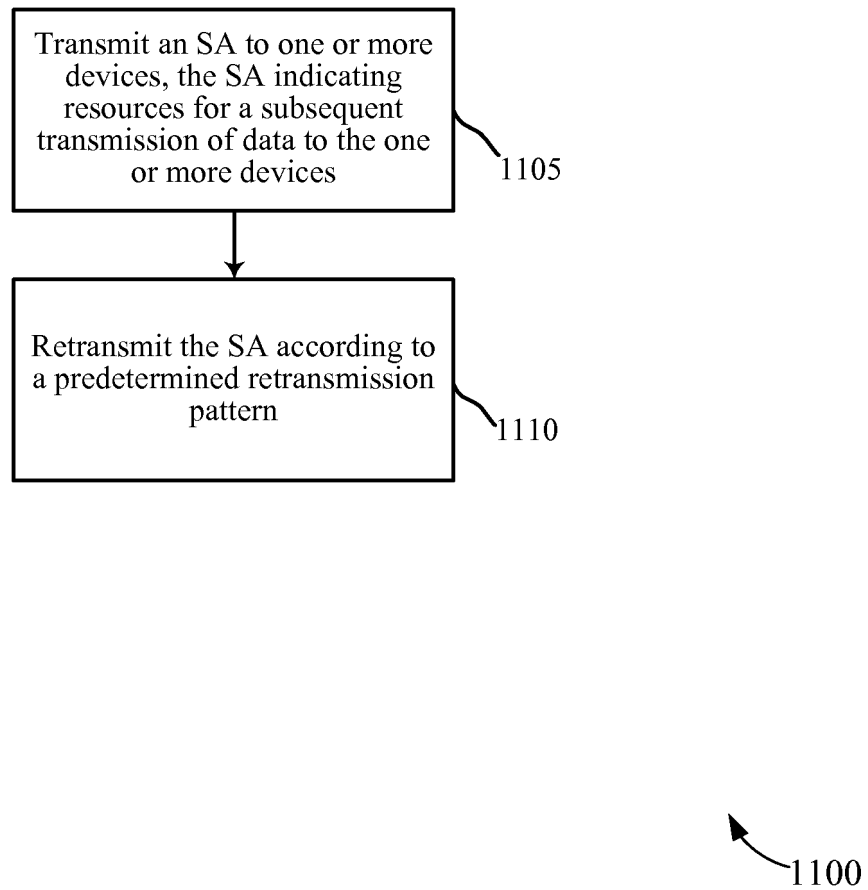 Transmit an SA to one or more
devices, the SA indicating
resources for a subsequent
transmission of data to the one
or more devices
1105
Retransmit the SA according to
a predetermined retransmission
pattern
1110
1100